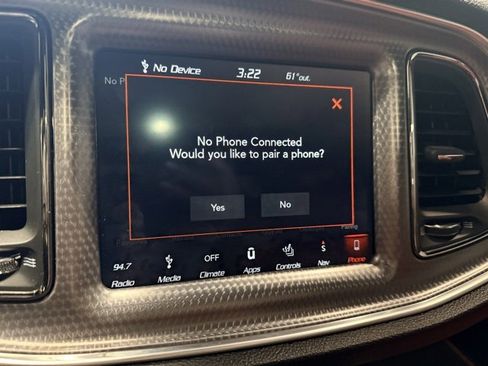 No Device 3:22 61°out.
No P
X
No Phone Connected
Would you like to pair a phone?
Yes No
94.7 OFF S
Radio Media Climate Apps Controls Nav Phone